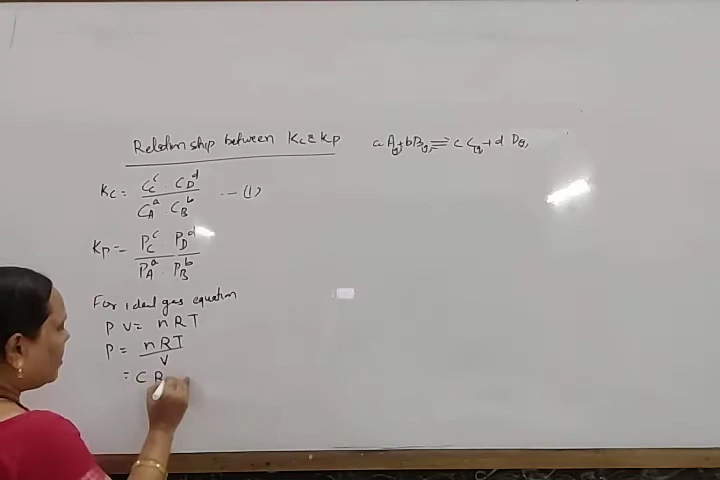 Relationship between Kc & Kp aA(g) + bB(g) ⇌ cC(g) + dD(g)
Kc = C_C^c . C_D^d / C_A^a . C_B^b --- (1)
Kp = P_C^c . P_D^d / P_A^a . P_B^b
For ideal gas equation
PV = nRT
P = nRT / V
= C R